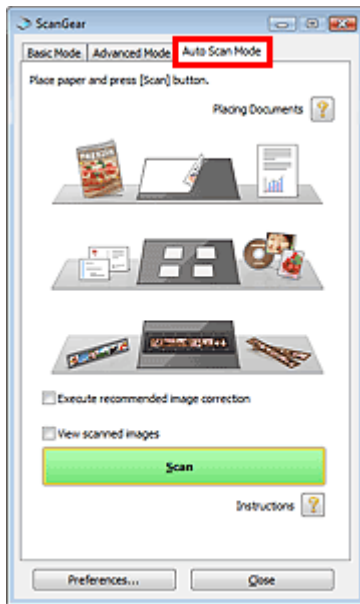 ScanGear
Basic Mode Advanced Mode Auto Scan Mode
Place paper and press [Scan] button.
Placing Documents
Execute recommended image correction
View scanned images
Scan
Instructions
Preferences... Close